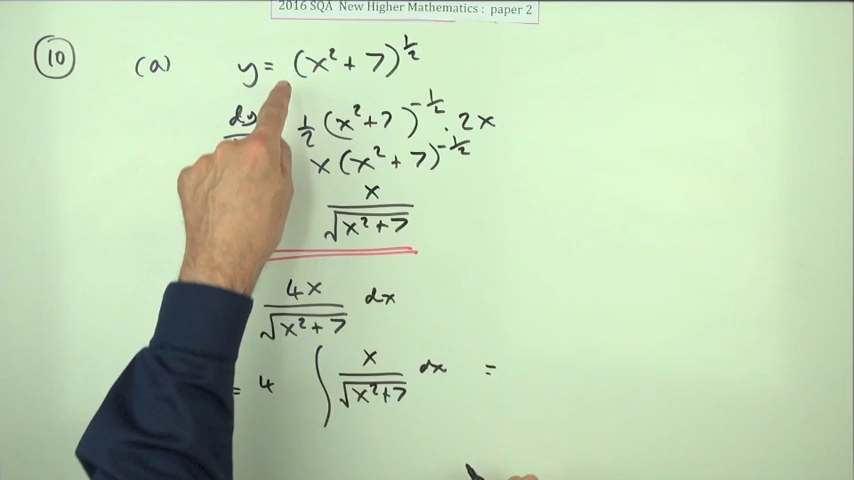 2016 SQA New Higher Mathematics : paper 2
10 (a) y = (x² + 7)^½
dy ½ (x² + 7)^-½ . 2x
x (x² + 7)^-½
x / √(x² + 7)
4x / √(x² + 7) dx
= 4 ∫ x / √(x² + 7) dx =